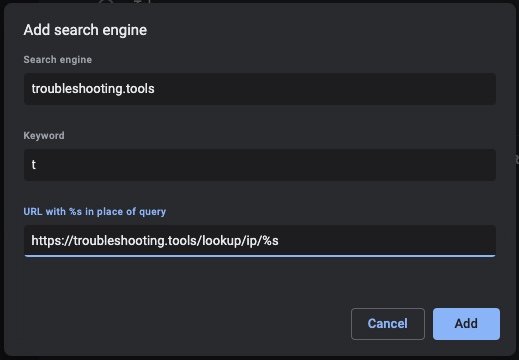 Add search engine
Search engine
troubleshooting.tools
Keyword
t
URL with %s in place of query
https://troubleshooting.tools/lookup/ip/%s
Cancel
Add